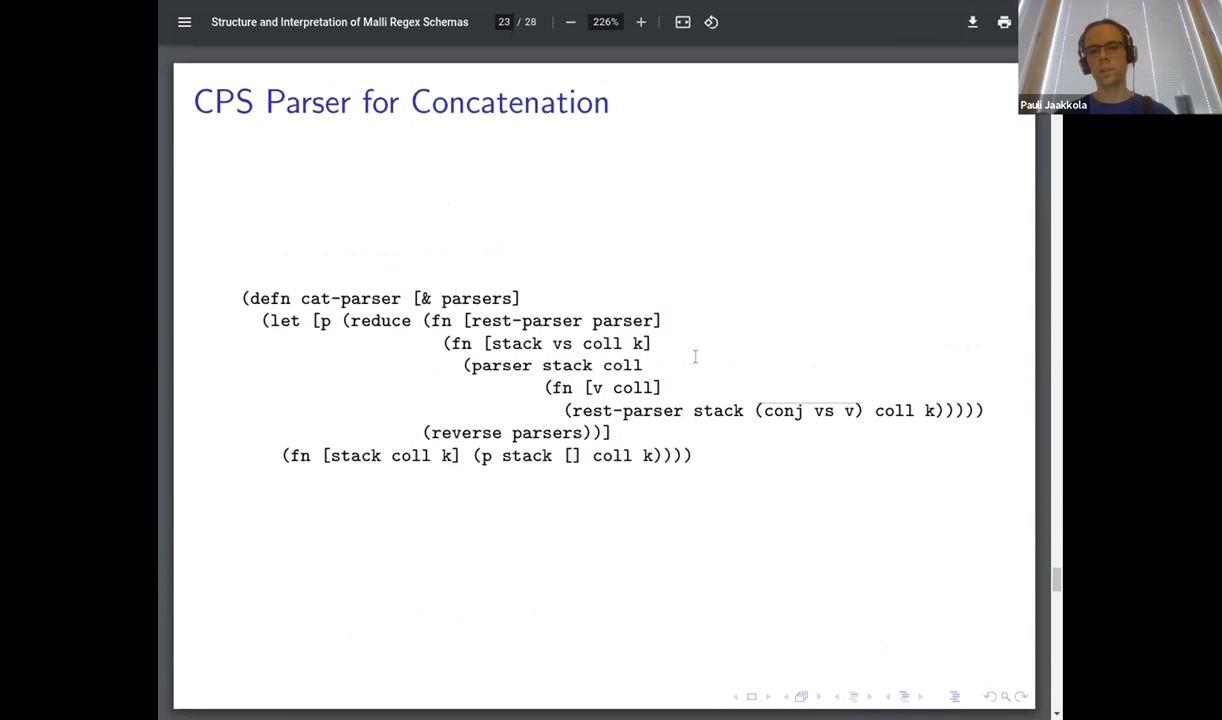 Structure and Interpretation of Malli Regex Schemas 23 / 28 226%
Pauli Jaakkola
CPS Parser for Concatenation
(defn cat-parser [& parsers]
(let [p (reduce (fn [rest-parser parser]
(fn [stack vs coll k]
(parser stack coll
(fn [v coll]
(rest-parser stack (conj vs v) coll k)))))
(reverse parsers))]
(fn [stack coll k] (p stack [] coll k))))